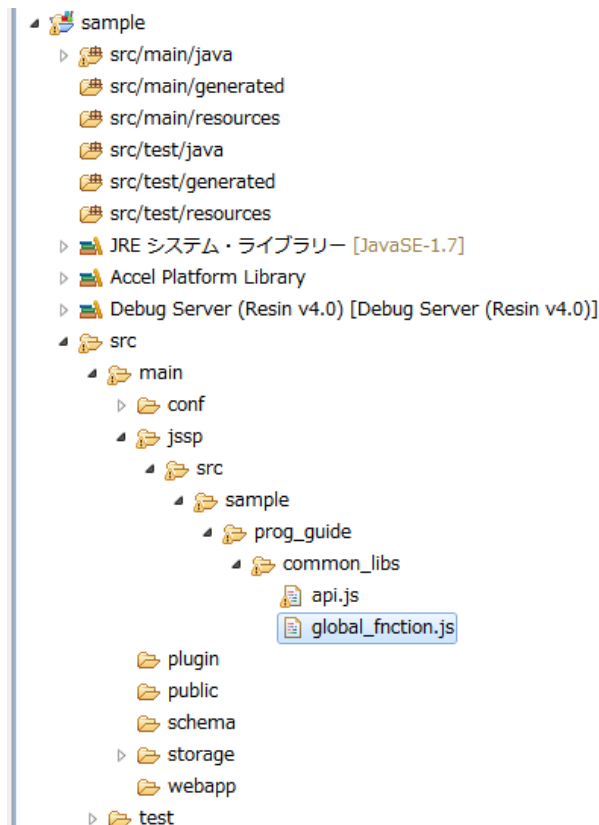 sample
src/main/java
src/main/generated
src/main/resources
src/test/java
src/test/generated
src/test/resources
JRE システム・ライブラリー [JavaSE-1.7]
Accel Platform Library
Debug Server (Resin v4.0) [Debug Server (Resin v4.0)]
src
main
conf
jssp
src
sample
prog_guide
common_libs
api.js
global_fnction.js
plugin
public
schema
storage
webapp
test